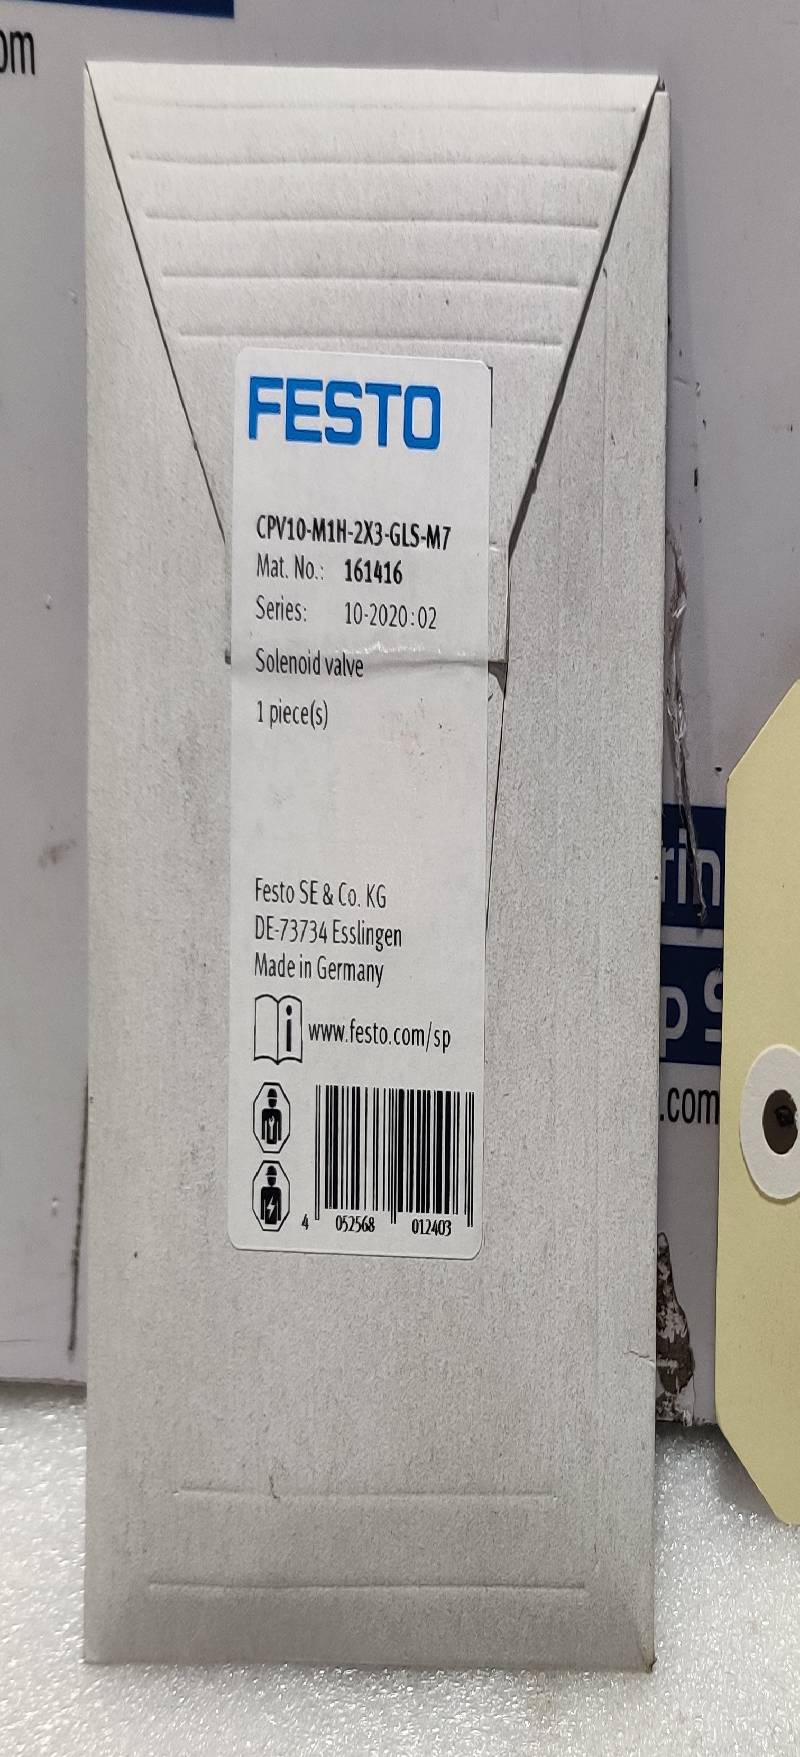 om
FESTO
CPV10-M1H-2X3-GLS-M7
Mat. No.: 161416
Series: 10-2020:02
Solenoid valve
1 piece(s)
Festo SE & Co. KG
DE-73734 Esslingen
Made in Germany
i www.festo.com/sp
4 052568 012403
rin
p S
.com